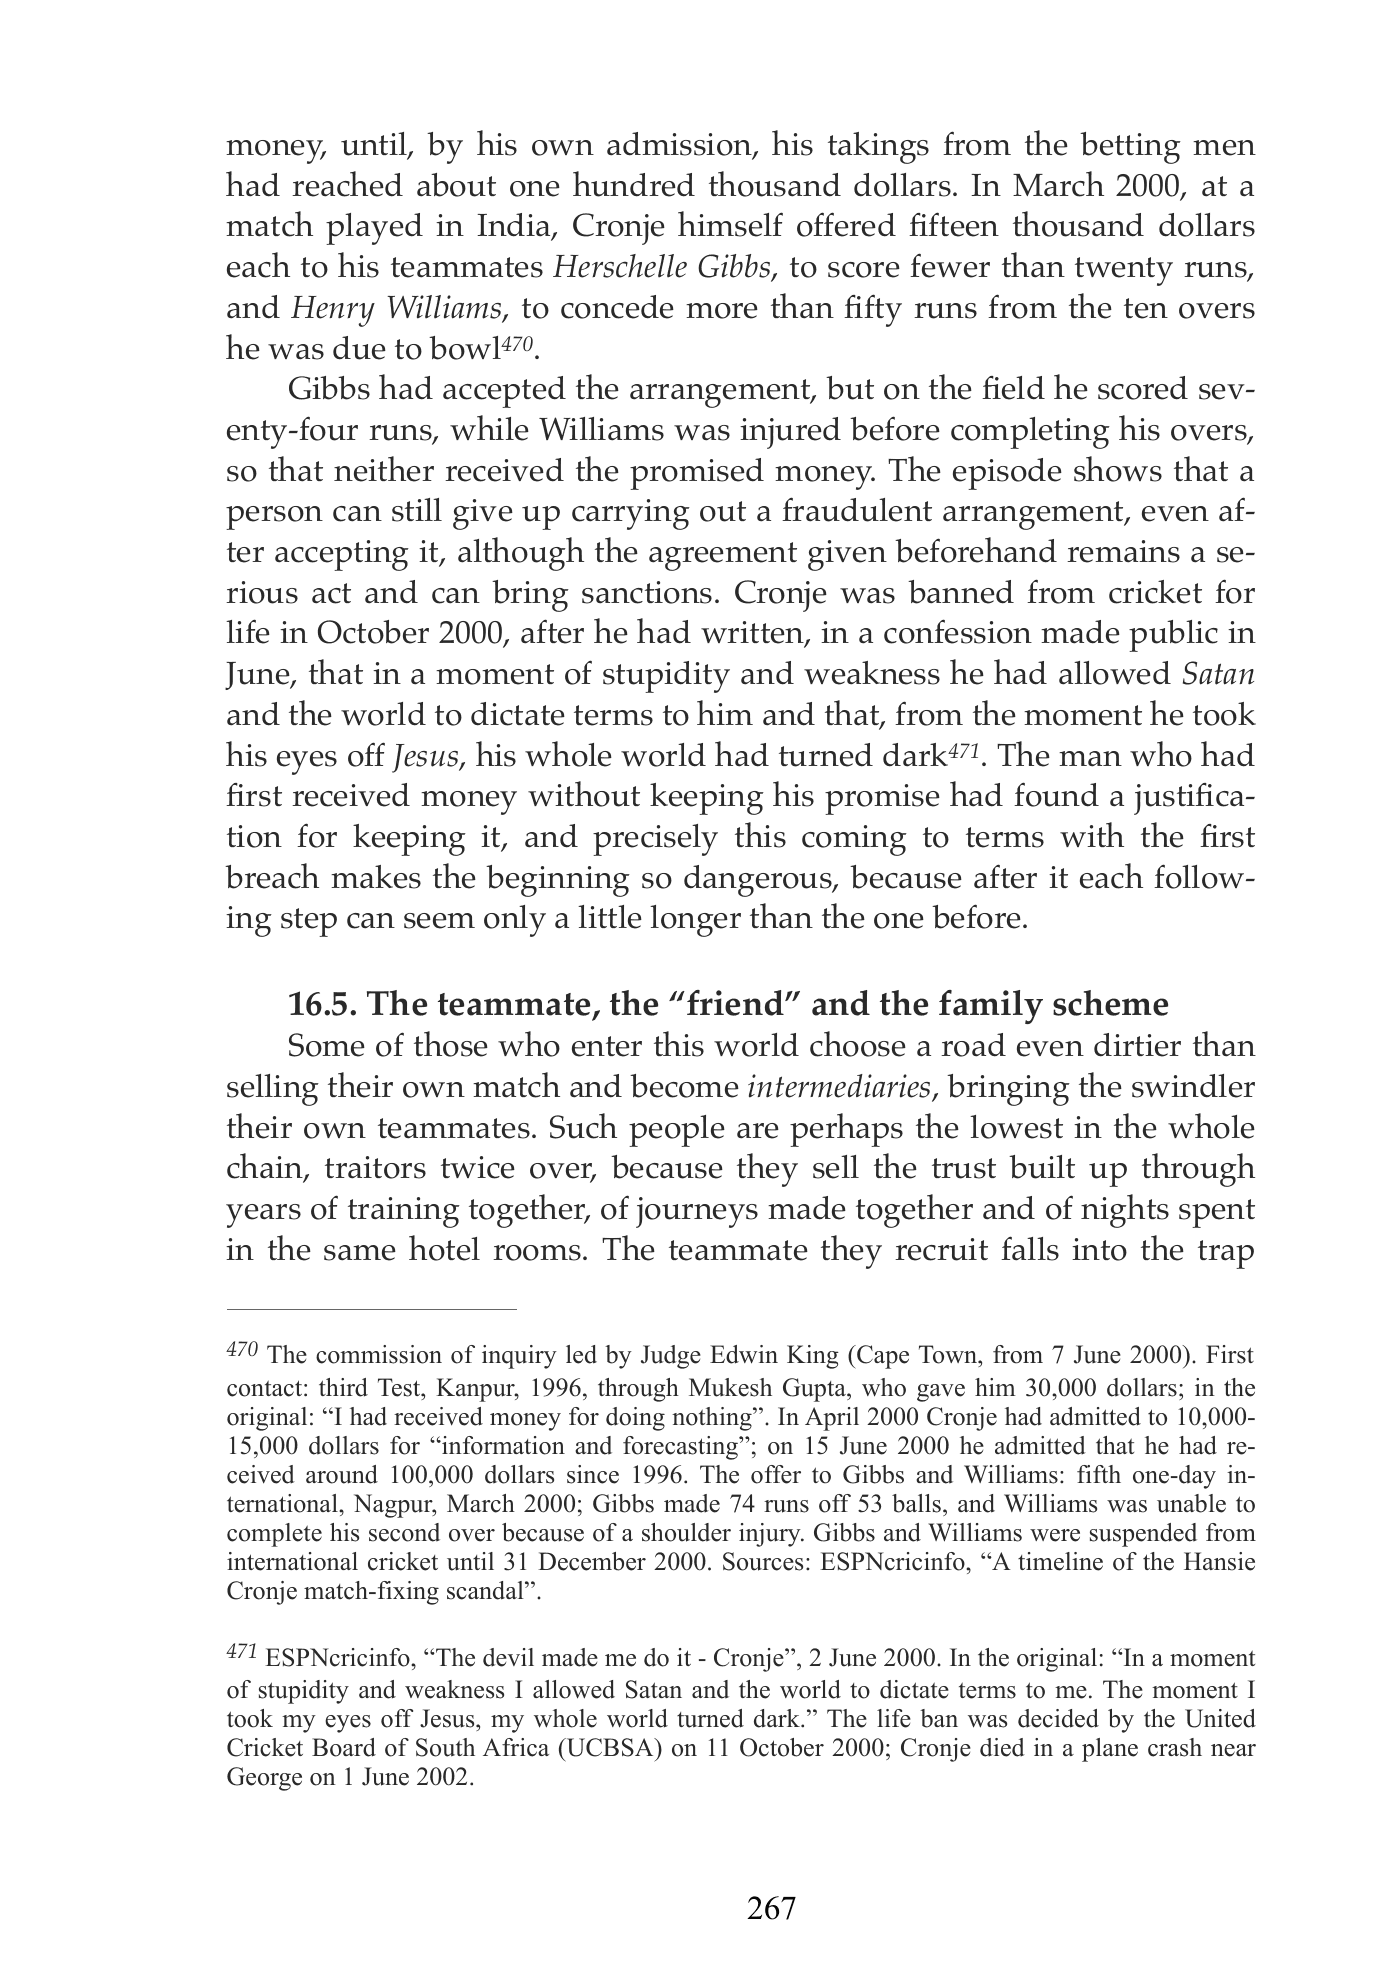 money, until, by his own admission, his takings from the betting men
had reached about one hundred thousand dollars. In March 2000, at a
match played in India, Cronje himself offered fifteen thousand dollars
each to his teammates Herschelle Gibbs, to score fewer than twenty runs,
and Henry Williams, to concede more than fifty runs from the ten overs
he was due to bowl470.
Gibbs had accepted the arrangement, but on the field he scored sev-
enty-four runs, while Williams was injured before completing his overs,
so that neither received the promised money. The episode shows that a
person can still give up carrying out a fraudulent arrangement, even af-
ter accepting it, although the agreement given beforehand remains a se-
rious act and can bring sanctions. Cronje was banned from cricket for
life in October 2000, after he had written, in a confession made public in
June, that in a moment of stupidity and weakness he had allowed Satan
and the world to dictate terms to him and that, from the moment he took
his eyes off Jesus, his whole world had turned dark471. The man who had
first received money without keeping his promise had found a justifica-
tion for keeping it, and precisely this coming to terms with the first
breach makes the beginning so dangerous, because after it each follow-
ing step can seem only a little longer than the one before.
16.5. The teammate, the “friend” and the family scheme
Some of those who enter this world choose a road even dirtier than
selling their own match and become intermediaries, bringing the swindler
their own teammates. Such people are perhaps the lowest in the whole
chain, traitors twice over, because they sell the trust built up through
years of training together, of journeys made together and of nights spent
in the same hotel rooms. The teammate they recruit falls into the trap
470 The commission of inquiry led by Judge Edwin King (Cape Town, from 7 June 2000). First
contact: third Test, Kanpur, 1996, through Mukesh Gupta, who gave him 30,000 dollars; in the
original: “I had received money for doing nothing”. In April 2000 Cronje had admitted to 10,000-
15,000 dollars for “information and forecasting”; on 15 June 2000 he admitted that he had re-
ceived around 100,000 dollars since 1996. The offer to Gibbs and Williams: fifth one-day in-
ternational, Nagpur, March 2000; Gibbs made 74 runs off 53 balls, and Williams was unable to
complete his second over because of a shoulder injury. Gibbs and Williams were suspended from
international cricket until 31 December 2000. Sources: ESPNcricinfo, “A timeline of the Hansie
Cronje match-fixing scandal”.
471 ESPNcricinfo, “The devil made me do it - Cronje”, 2 June 2000. In the original: “In a moment
of stupidity and weakness I allowed Satan and the world to dictate terms to me. The moment I
took my eyes off Jesus, my whole world turned dark.” The life ban was decided by the United
Cricket Board of South Africa (UCBSA) on 11 October 2000; Cronje died in a plane crash near
George on 1 June 2002.
267